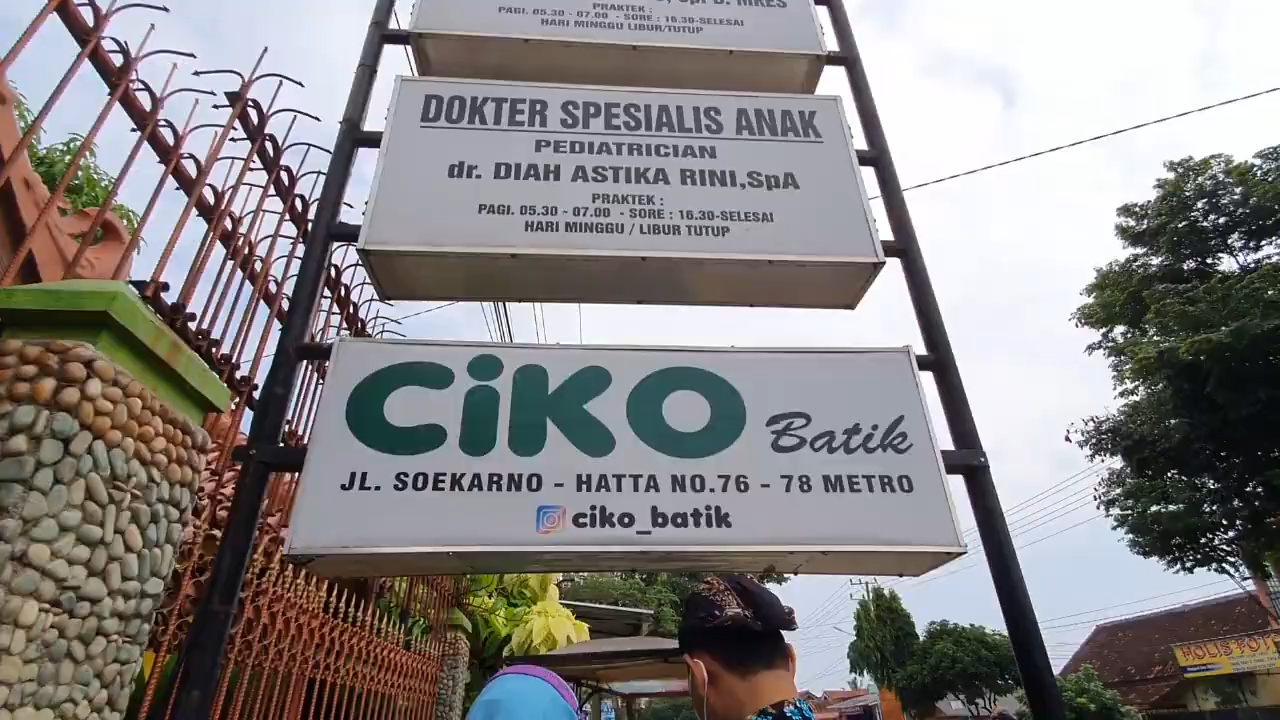 PRAKTEK :
PAGI. 05.30 - 07.00 - SORE : 16.30-SELESAI
HARI MINGGU LIBUR/TUTUP
DOKTER SPESIALIS ANAK
PEDIATRICIAN
dr. DIAH ASTIKA RINI,SpA
PRAKTEK :
PAGI. 05.30 - 07.00 - SORE : 16.30-SELESAI
HARI MINGGU / LIBUR TUTUP
CiKO Batik
JL. SOEKARNO - HATTA NO.76 - 78 METRO
ciko_batik